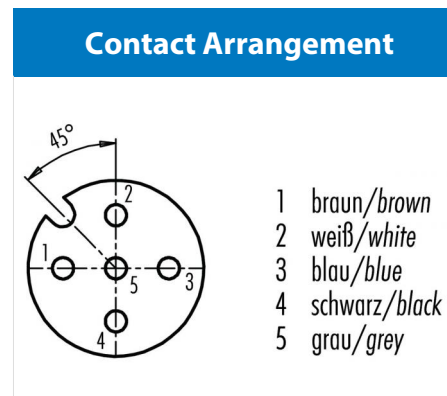 Contact Arrangement
45°
2
1
5
3
4
1 braun/brown
2 weiß/white
3 blau/blue
4 schwarz/black
5 grau/grey